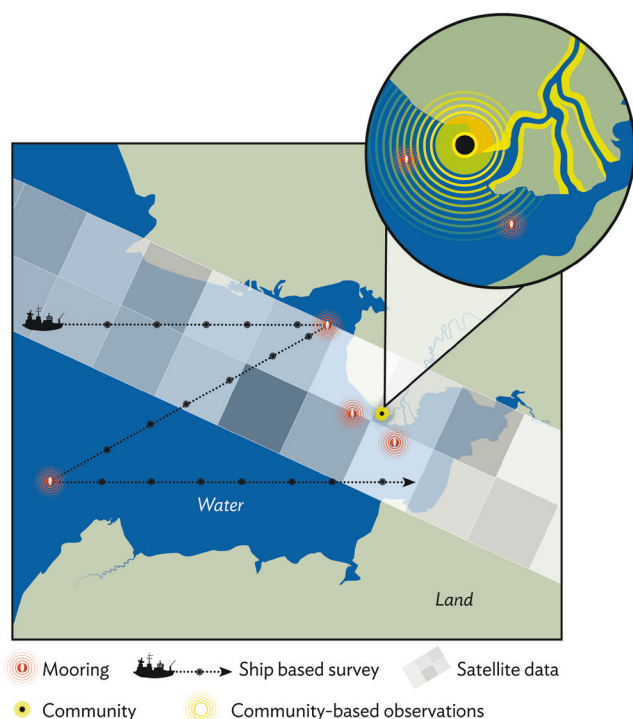 Water
Land
Mooring
Ship based survey
Satellite data
Community
Community-based observations